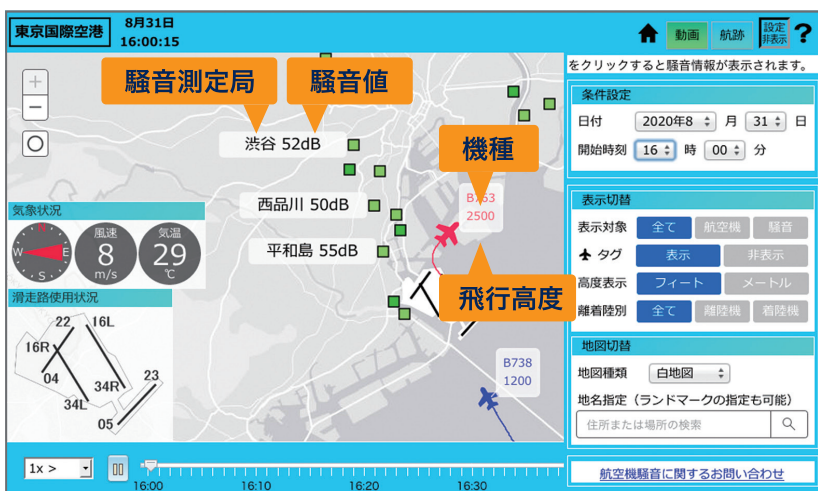 東京国際空港
8月31日
16:00:15
動画
航跡
設定
非表示
?
をクリックすると騒音情報が表示されます。
+
−
騒音測定局
騒音値
渋谷 52dB
西品川 50dB
平和島 55dB
機種
B763
2500
飛行高度
B738
1200
気象状況
N
W
E
S
風速
8
m/s
気温
29
℃
滑走路使用状況
22
16L
16R
04
34R
34L
23
05
条件設定
日付
2020年8
月
31
日
開始時刻
16
時
00
分
表示切替
表示対象
全て
航空機
騒音
タグ
表示
非表示
高度表示
フィート
メートル
離着陸別
全て
離陸機
着陸機
地図切替
地図種類
白地図
地名指定（ランドマークの指定も可能）
住所または場所の検索
航空機騒音に関するお問い合わせ
1x >
16:00
16:10
16:20
16:30